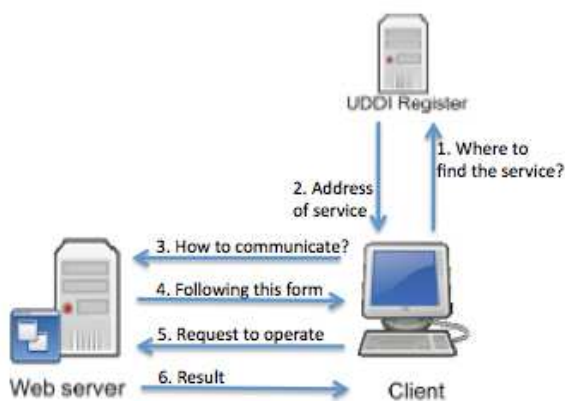 UDDI Register
1. Where to
find the service?
2. Address
of service
3. How to communicate?
4. Following this form
5. Request to operate
6. Result
Web server
Client